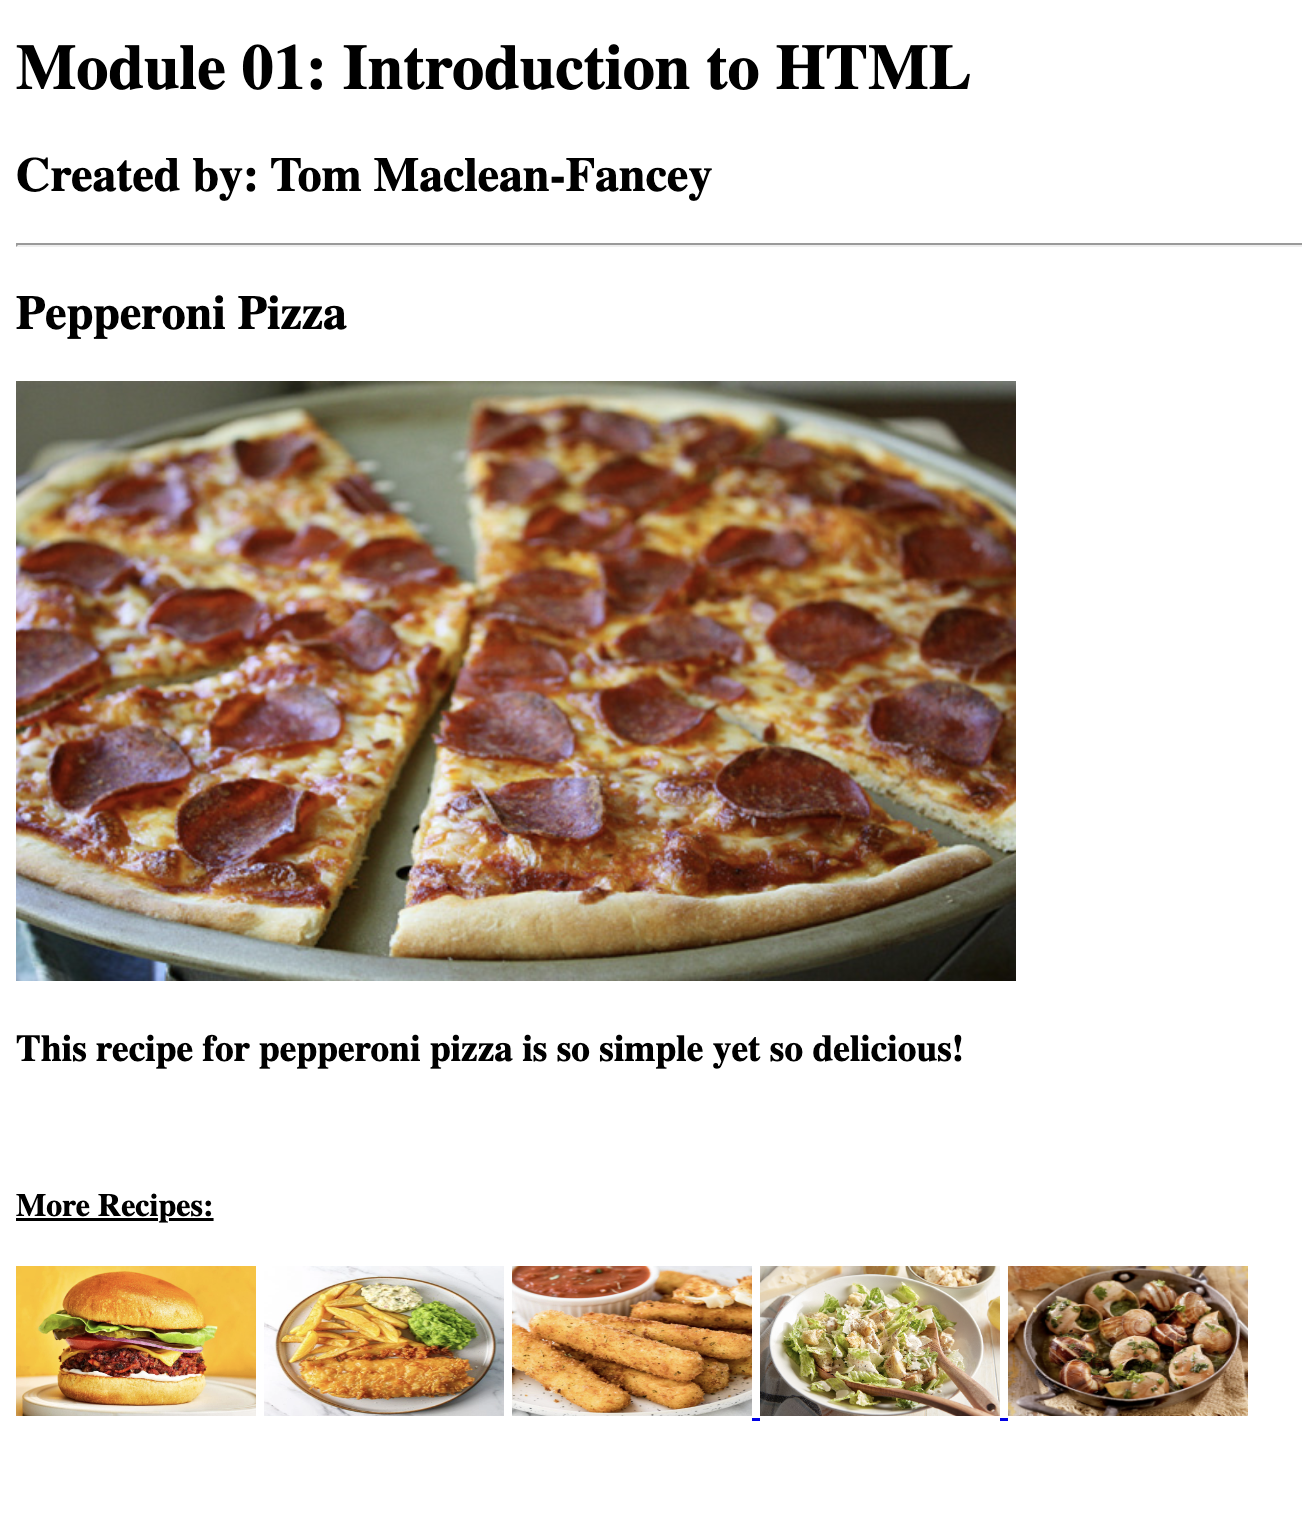 Module 01: Introduction to HTML
Created by: Tom Maclean-Fancey
Pepperoni Pizza
This recipe for pepperoni pizza is so simple yet so delicious!
More Recipes: